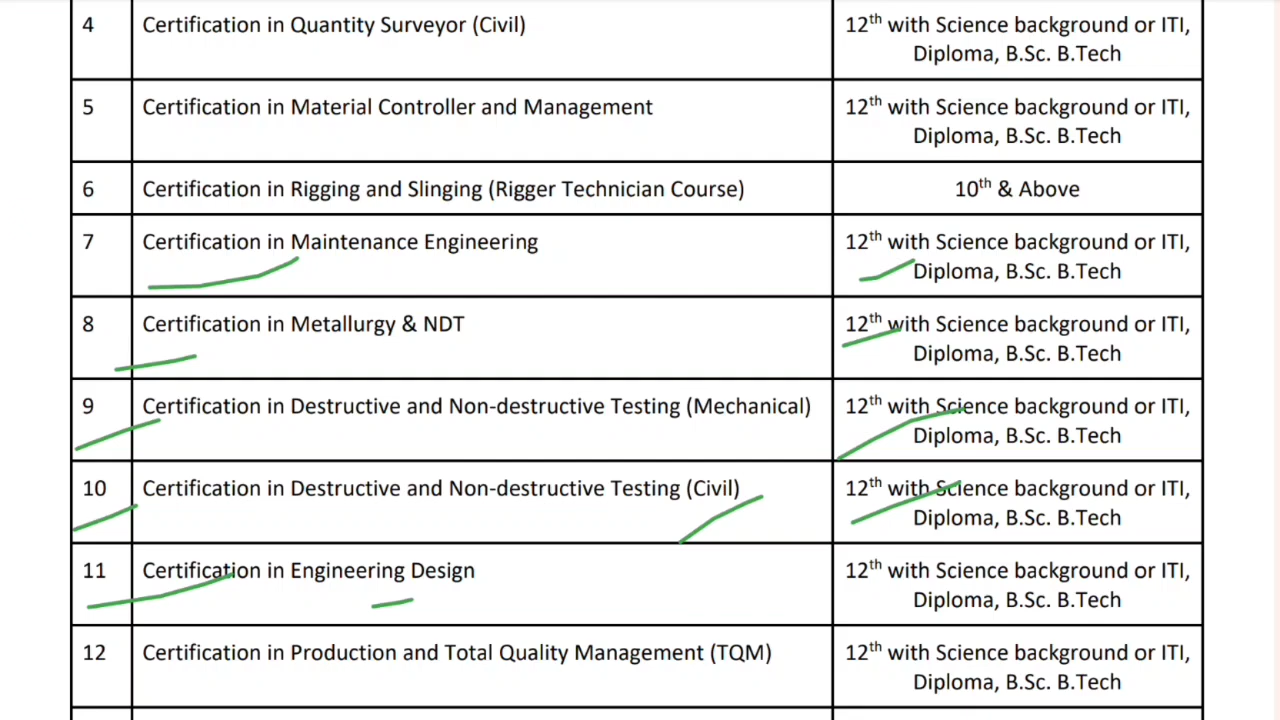 4 Certification in Quantity Surveyor (Civil) 12th with Science background or ITI,
Diploma, B.Sc. B.Tech
5 Certification in Material Controller and Management 12th with Science background or ITI,
Diploma, B.Sc. B.Tech
6 Certification in Rigging and Slinging (Rigger Technician Course) 10th & Above
7 Certification in Maintenance Engineering 12th with Science background or ITI,
Diploma, B.Sc. B.Tech
8 Certification in Metallurgy & NDT 12th with Science background or ITI,
Diploma, B.Sc. B.Tech
9 Certification in Destructive and Non-destructive Testing (Mechanical) 12th with Science background or ITI,
Diploma, B.Sc. B.Tech
10 Certification in Destructive and Non-destructive Testing (Civil) 12th with Science background or ITI,
Diploma, B.Sc. B.Tech
11 Certification in Engineering Design 12th with Science background or ITI,
Diploma, B.Sc. B.Tech
12 Certification in Production and Total Quality Management (TQM) 12th with Science background or ITI,
Diploma, B.Sc. B.Tech